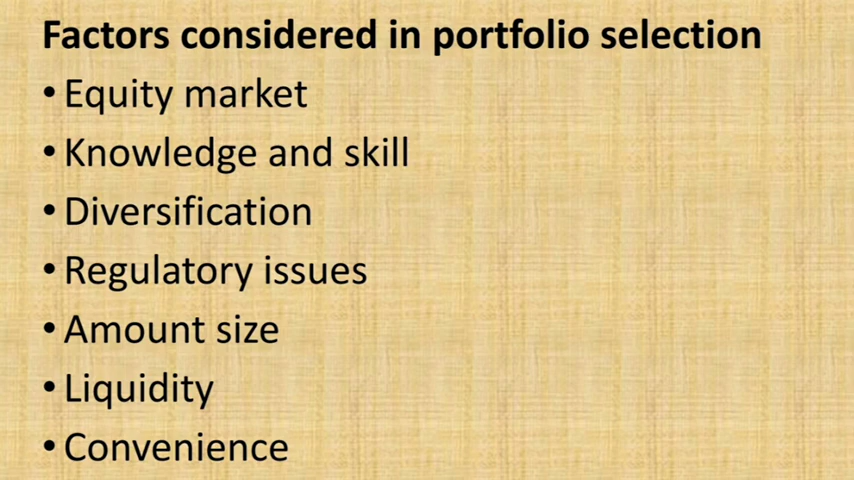 Factors considered in portfolio selection
• Equity market
• Knowledge and skill
• Diversification
• Regulatory issues
• Amount size
• Liquidity
• Convenience